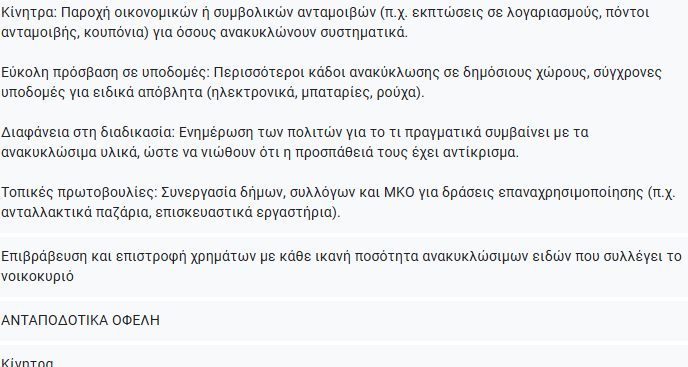 Κίνητρα: Παροχή οικονομικών ή συμβολικών ανταμοιβών (π.χ. εκπτώσεις σε λογαριασμούς, πόντοι
ανταμοιβής, κουπόνια) για όσους ανακυκλώνουν συστηματικά.
Εύκολη πρόσβαση σε υποδομές: Περισσότεροι κάδοι ανακύκλωσης σε δημόσιους χώρους, σύγχρονες
υποδομές για ειδικά απόβλητα (ηλεκτρονικά, μπαταρίες, ρούχα).
Διαφάνεια στη διαδικασία: Ενημέρωση των πολιτών για το τι πραγματικά συμβαίνει με τα
ανακυκλώσιμα υλικά, ώστε να νιώθουν ότι η προσπάθειά τους έχει αντίκρισμα.
Τοπικές πρωτοβουλίες: Συνεργασία δήμων, συλλόγων και ΜΚΟ για δράσεις επαναχρησιμοποίησης (π.χ.
ανταλλακτικά παζάρια, επισκευαστικά εργαστήρια).
Επιβράβευση και επιστροφή χρημάτων με κάθε ικανή ποσότητα ανακυκλώσιμων ειδών που συλλέγει το
νοικοκυριό
ΑΝΤΑΠΟΔΟΤΙΚΑ ΟΦΕΛΗ
Κίνητρα